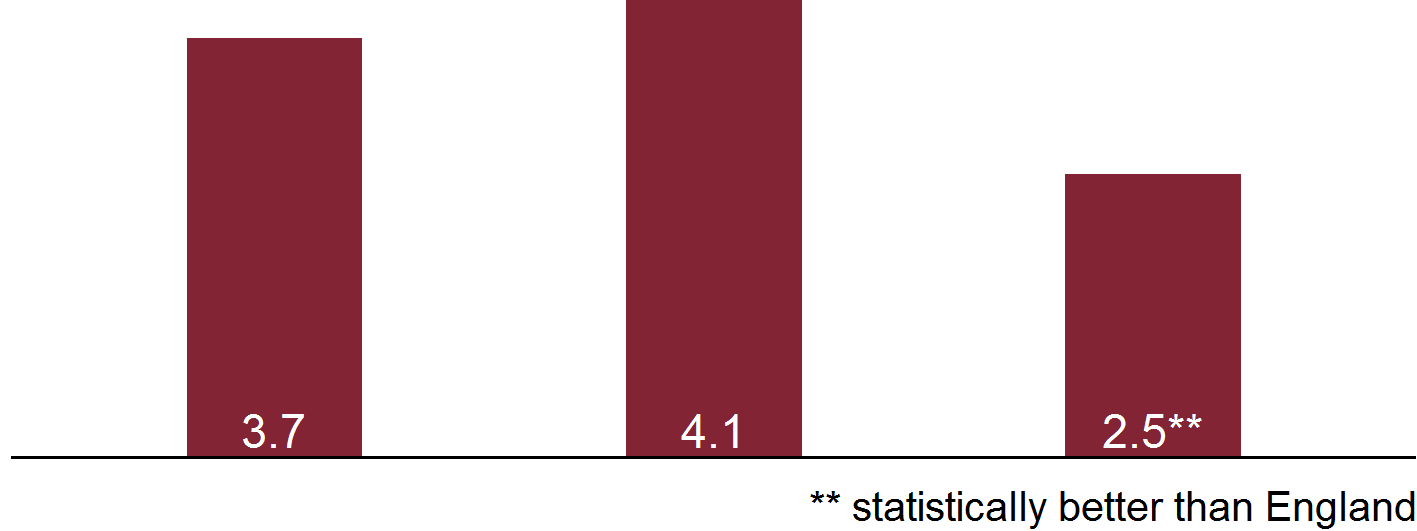 3.7 4.1 2.5**
** statistically better than England